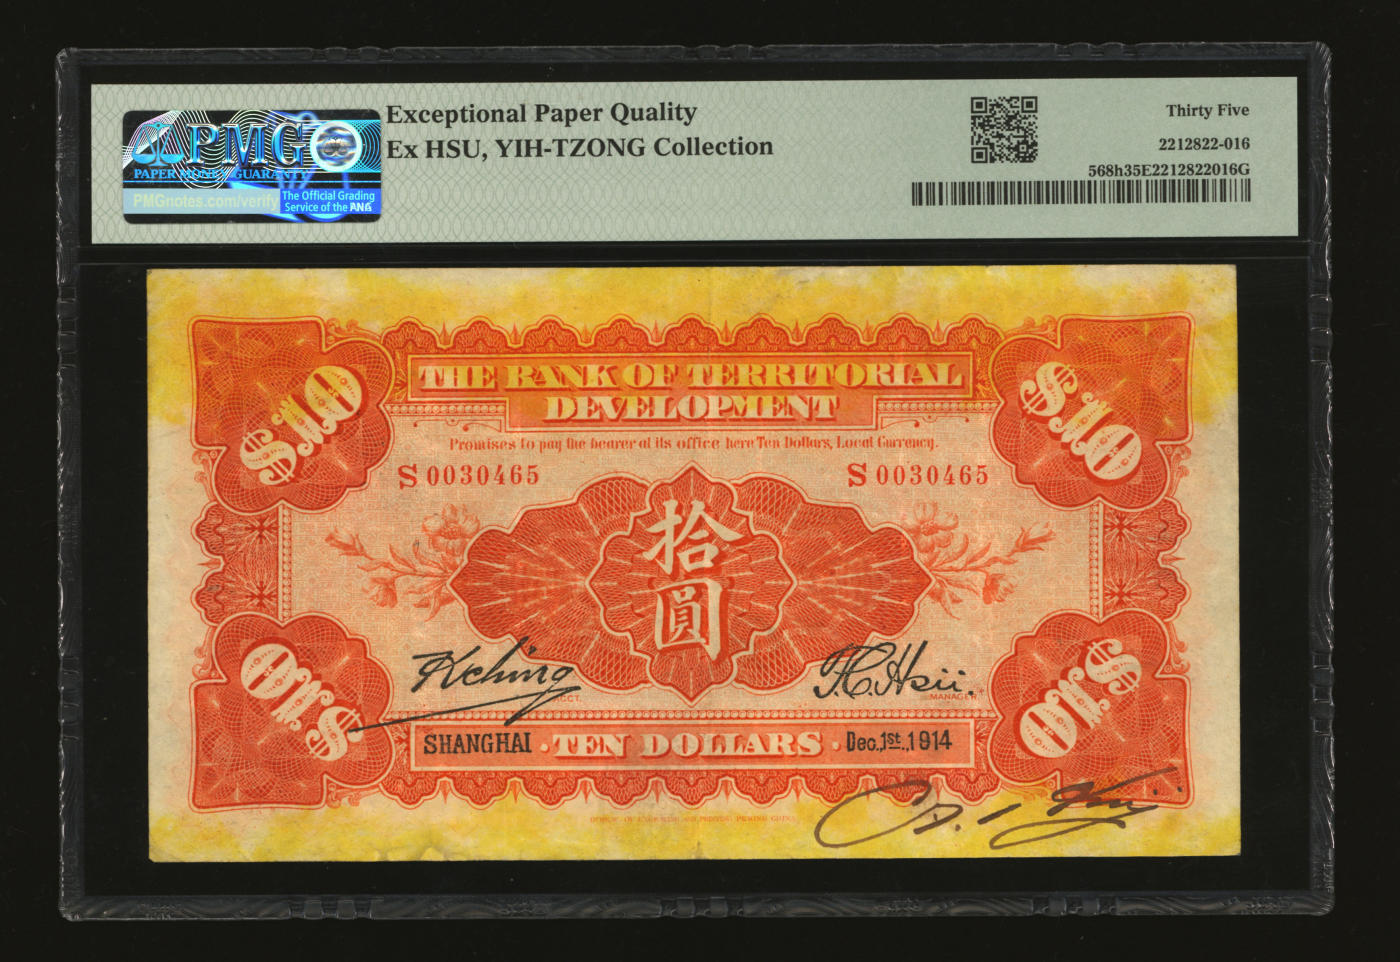 Exceptional Paper Quality
Ex HSU, YIH-TZONG Collection
PMG
PAPER MONEY GUARANTY
PMGnotes.com/verify
The Official Grading
Service of the ANA
Thirty Five
2212822-016
568h35E2212822016G
$10
$10
THE BANK OF TERRITORIAL
DEVELOPMENT
Promises to pay the bearer at its office here Ten Dollars, Local Currency.
S 0030465
S 0030465
拾
圓
$10
$10
MANAGER
SHANGHAI · TEN DOLLARS · Dec.,1st.,1914